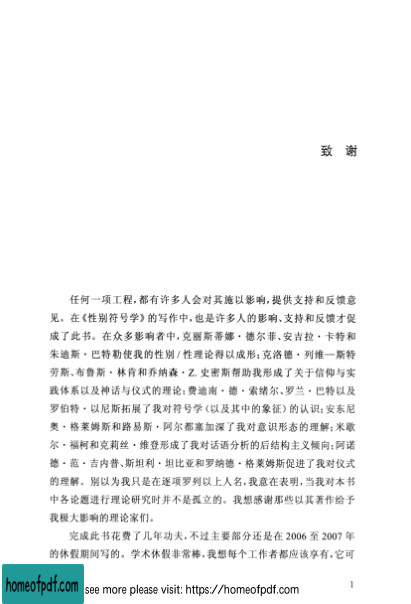 致 谢
任何一项工程,都有许多人会对其施以影响,提供支持和反馈意
见。在《性别符号学》的写作中,也是许多人的影响、支持和反馈才促
成了此书。在众多影响者中,克丽斯蒂娜·德尔菲、安吉拉·卡特和
朱迪斯·巴特勒使我的性别/性理论得以成形;克洛德·列维—斯特
劳斯、布鲁斯·林肯和乔纳森·Z.史密斯帮助我形成了关于信仰与实
践体系以及神话与仪式的理论;费迪南·德·索绪尔、罗兰·巴特以及
罗伯特·以尼斯拓展了我对符号学(以及其中的象征)的认识;安东尼
奥·格莱姆斯和路易斯·阿尔都塞加深了我对意识形态的理解;米歇
尔·福柯和克莉丝·维登形成了我对话语分析的后结构主义倾向;阿诺
德·范·吉内普、斯坦利·坦比亚和罗纳德·格莱姆斯促进了我对仪式
的理解。别以为我只是在逐项罗列以上人名,我意在表明,当我对本书
中各论题进行理论研究时并不是孤立的。我想感谢那些以其著作给予
我极大影响的理论家们。
完成此书花费了几年功夫,不过主要部分还是在 2006 至 2007 年
的休假期间写的。学术休假非常棒,我想每个工作者都应该享有,它可
1
homeofpdf.com
see more please visit: https://homeofpdf.com